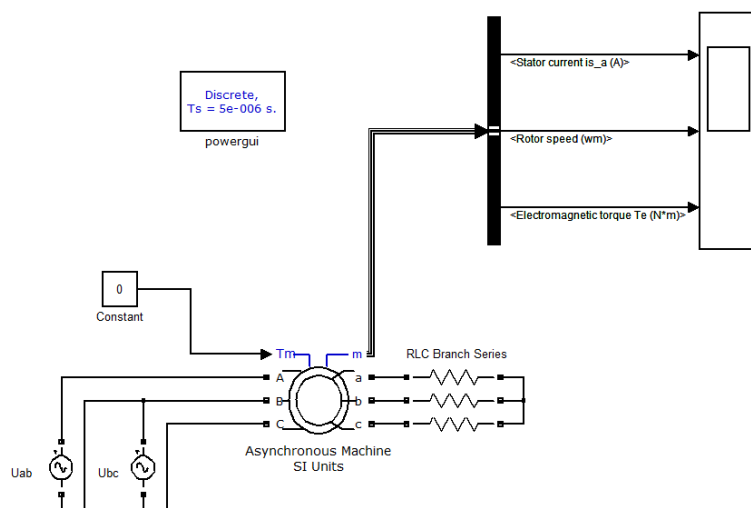 <Stator current is_a (A)>
Discrete,
Ts = 5e-006 s.
powergui
<Rotor speed (wm)>
<Electromagnetic torque Te (N*m)>
0
Constant
Tm
m
RLC Branch Series
A
a
B
b
C
c
Asynchronous Machine
SI Units
Uab
Ubc